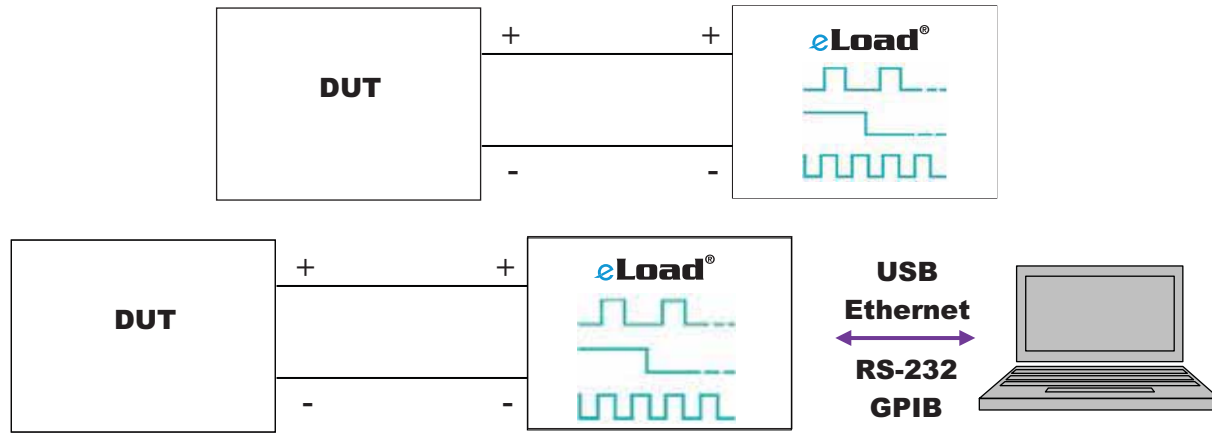 + +
eLoad®
DUT
- -
+ +
eLoad®
USB
Ethernet
DUT
RS-232
GPIB
- -